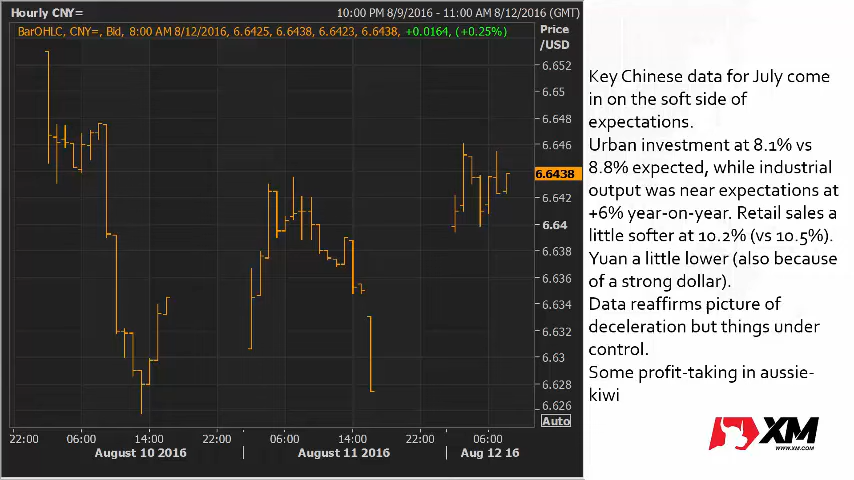 Hourly CNY=
10:00 PM 8/9/2016 - 11:00 AM 8/12/2016 (GMT)
BarOHLC, CNY=, Bid, 8:00 AM 8/12/2016, 6.6425, 6.6438, 6.6423, 6.6438, +0.0164, (+0.25%)
Price
/USD
6.652
6.65
6.648
6.646
6.6438
6.642
6.64
6.638
6.636
6.634
6.632
6.63
6.628
6.626
Auto
22:00 06:00 14:00 22:00 06:00 14:00 22:00 06:00
August 10 2016 August 11 2016 Aug 12 16
Key Chinese data for July come
in on the soft side of
expectations.
Urban investment at 8.1% vs
8.8% expected, while industrial
output was near expectations at
+6% year-on-year. Retail sales a
little softer at 10.2% (vs 10.5%).
Yuan a little lower (also because
of a strong dollar).
Data reaffirms picture of
deceleration but things under
control.
Some profit-taking in aussie-
kiwi
XM
WWW.XM.COM